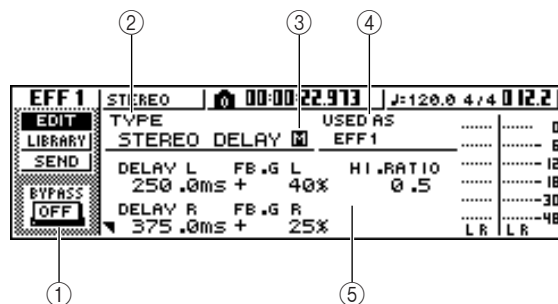 ② ③ ④
EFF 1 STEREO 00:00:22.973 ♩=120.0 4/4 012.2
EDIT TYPE USED AS
LIBRARY STEREO DELAY M EFF1
SEND
DELAY L FB.G L HI.RATIO
250.0ms + 40% 0.5
BYPASS
OFF
DELAY R FB.G R
375.0ms + 25%
0
6
12
18
30
48
L R L R
① ⑤